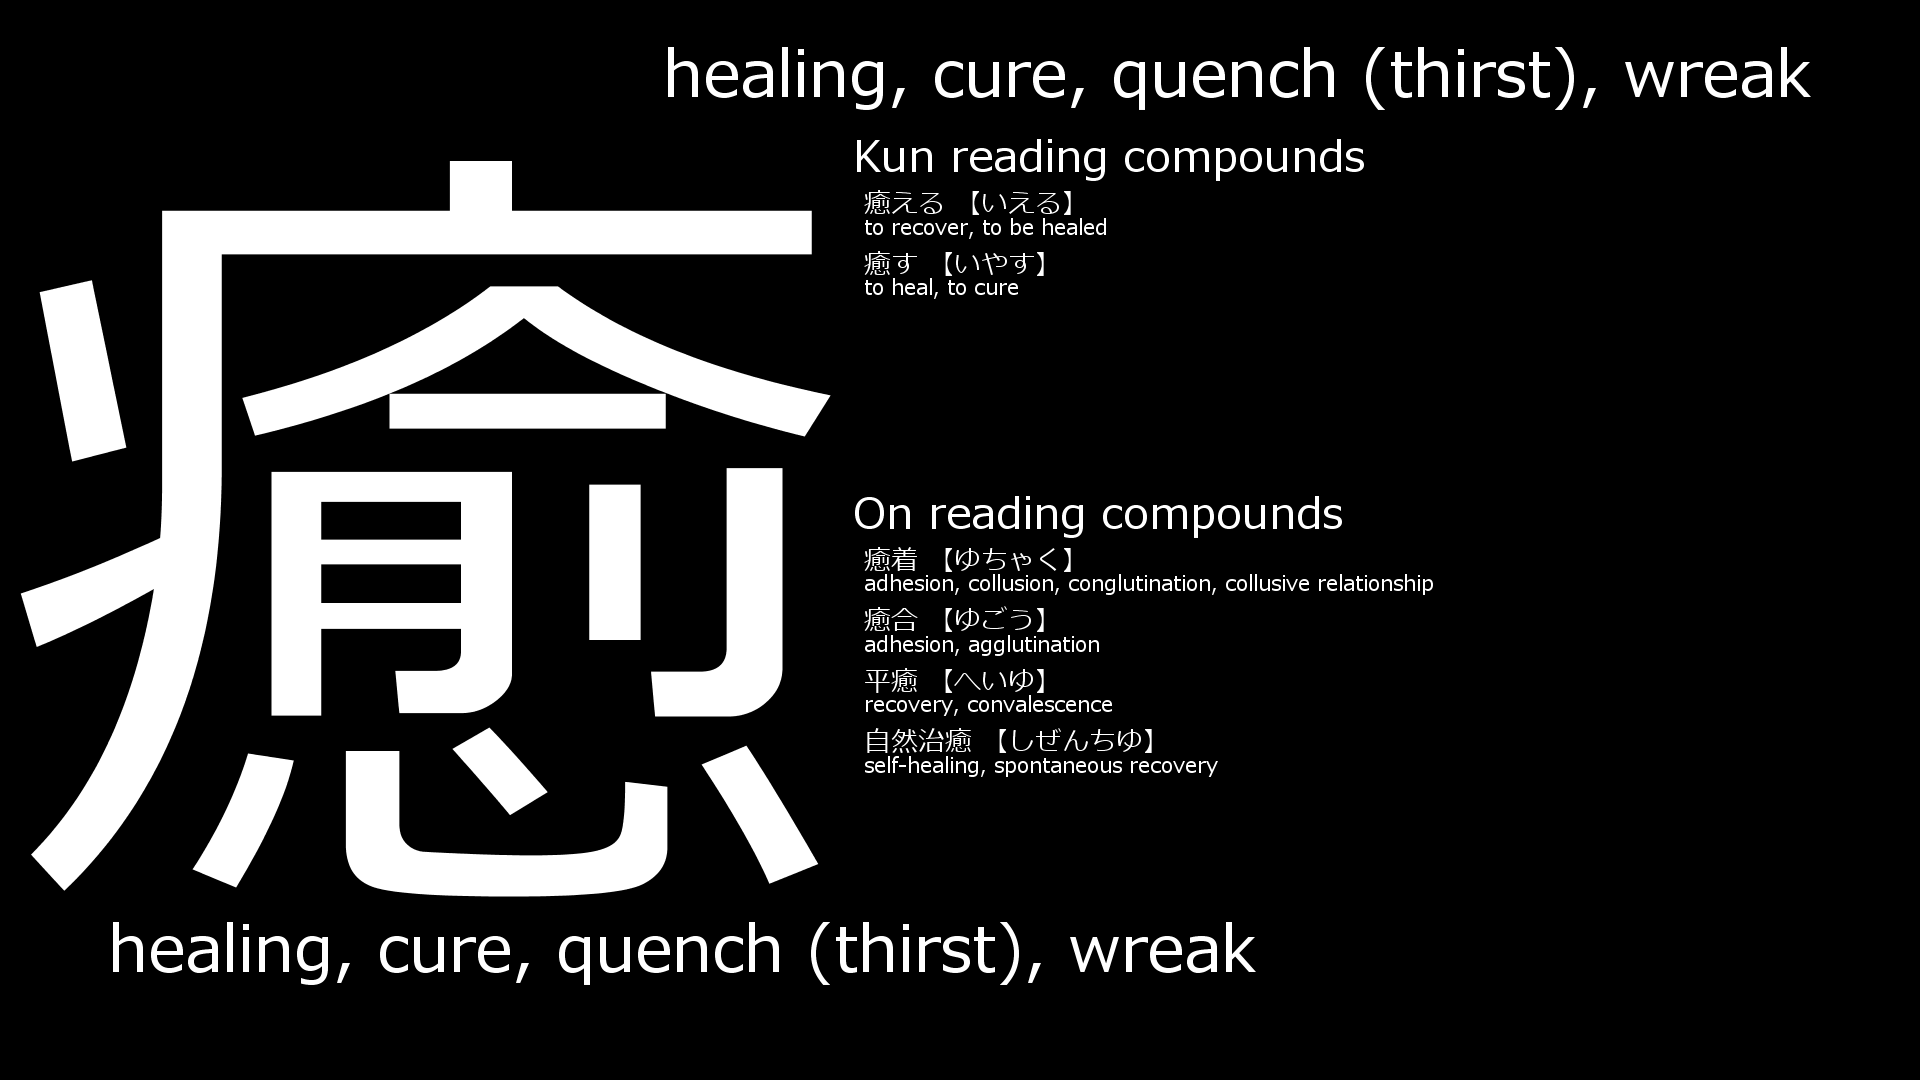 healing, cure, quench (thirst), wreak
癒
Kun reading compounds
癒える 【いえる】
to recover, to be healed
癒す 【いやす】
to heal, to cure
On reading compounds
癒着 【ゆちゃく】
adhesion, collusion, conglutination, collusive relationship
癒合 【ゆごう】
adhesion, agglutination
平癒 【へいゆ】
recovery, convalescence
自然治癒 【しぜんちゆ】
self-healing, spontaneous recovery
healing, cure, quench (thirst), wreak